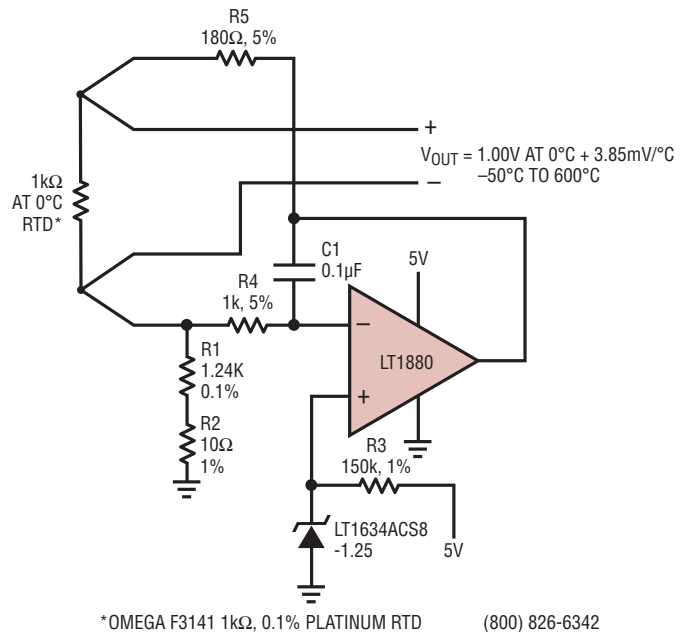 R5
180Ω, 5%
+
VOUT = 1.00V AT 0°C + 3.85mV/°C
–50°C TO 600°C
–
1kΩ
AT 0°C
RTD*
C1
0.1µF
5V
R4
1k, 5%
–
LT1880
+
R1
1.24K
0.1%
R2
10Ω
1%
R3
150k, 1%
LT1634ACS8
-1.25
5V
*OMEGA F3141 1kΩ, 0.1% PLATINUM RTD (800) 826-6342